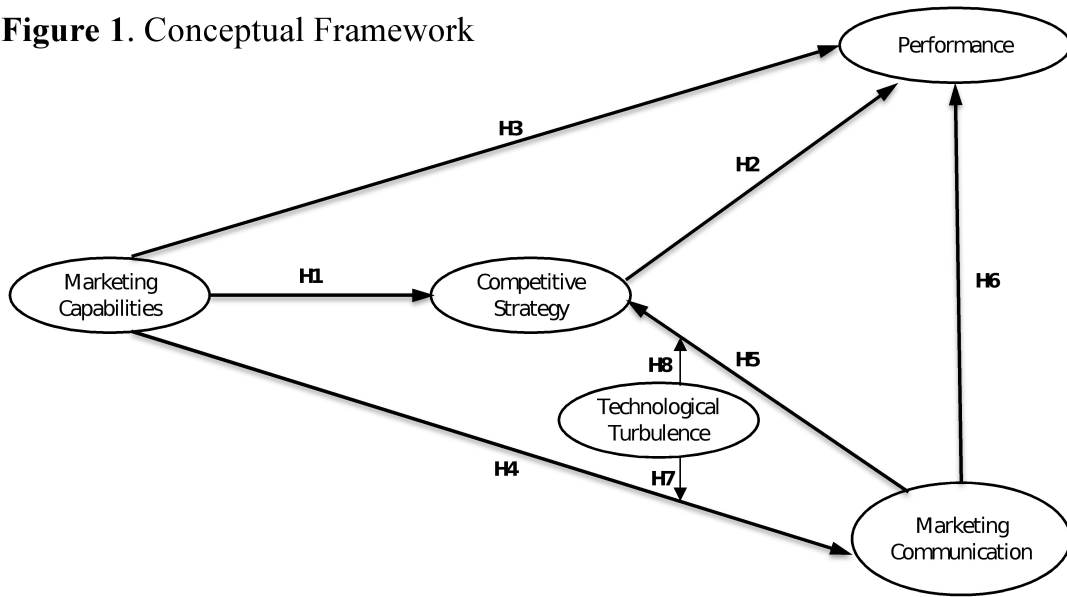 Figure 1. Conceptual Framework
Performance
H3
H2
Marketing
Capabilities
H1
Competitive
Strategy
H6
H8
H5
Technological
Turbulence
H4
H7
Marketing
Communication